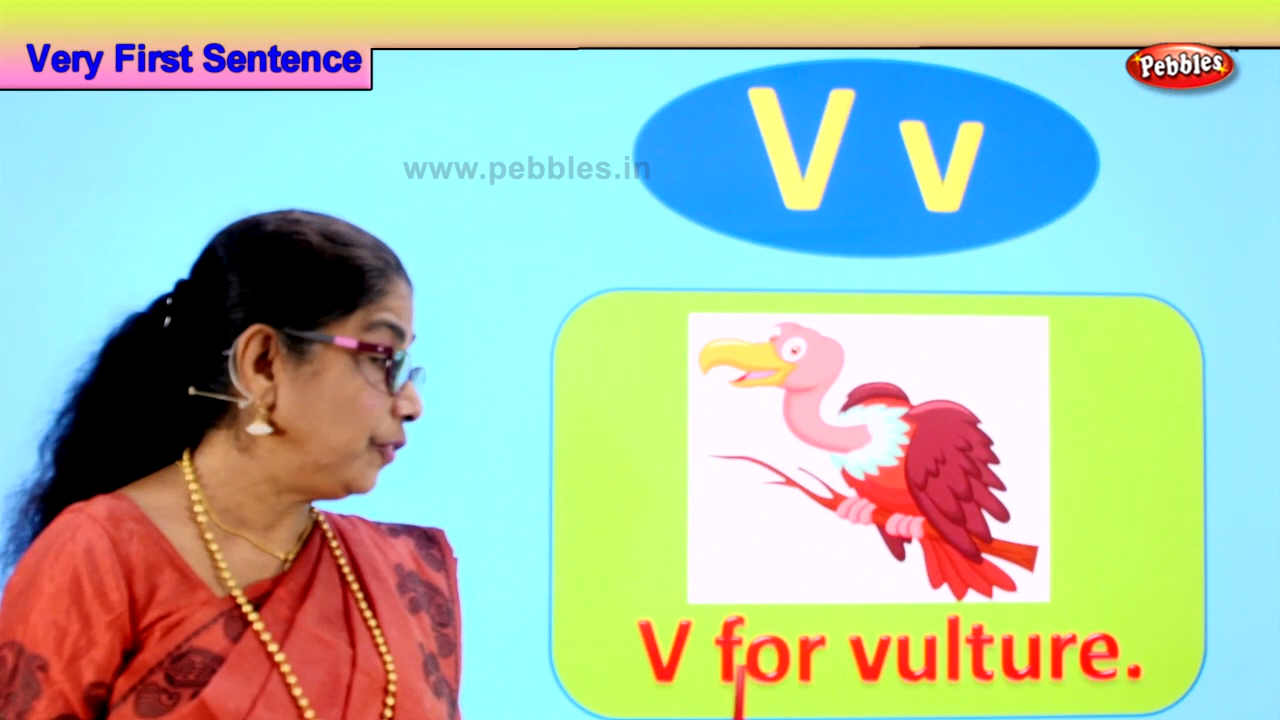 Very First Sentence
Pebbles
V v
www.pebbles.in
V for vulture.